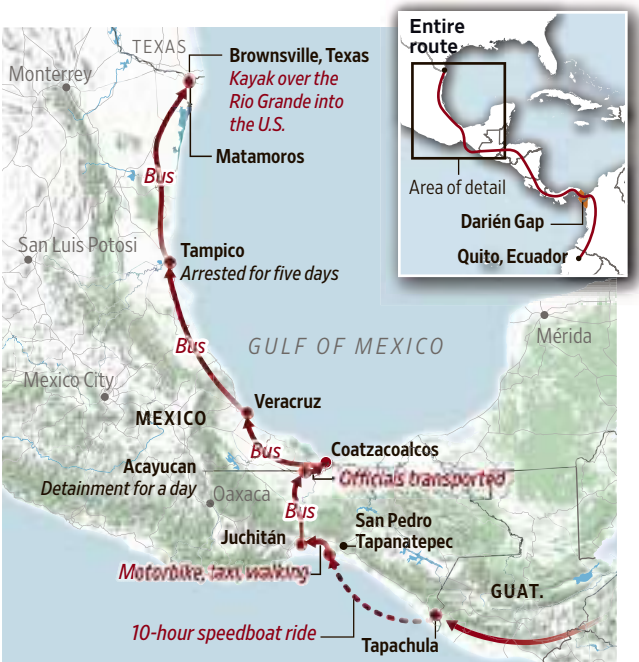 Entire
route
Area of detail
Darién Gap
Quito, Ecuador
TEXAS
Monterrey
Brownsville, Texas
Kayak over the
Rio Grande into
the U.S.
Matamoros
Bus
San Luis Potosi
Tampico
Arrested for five days
Bus
GULF OF MEXICO
Mérida
Mexico City
MEXICO
Veracruz
Bus
Coatzacoalcos
Acayucan
Detainment for a day
Officials transported
Oaxaca
Bus
Juchitán
San Pedro
Tapanatepec
Motorbike, taxi, walking
GUAT.
10-hour speedboat ride
Tapachula